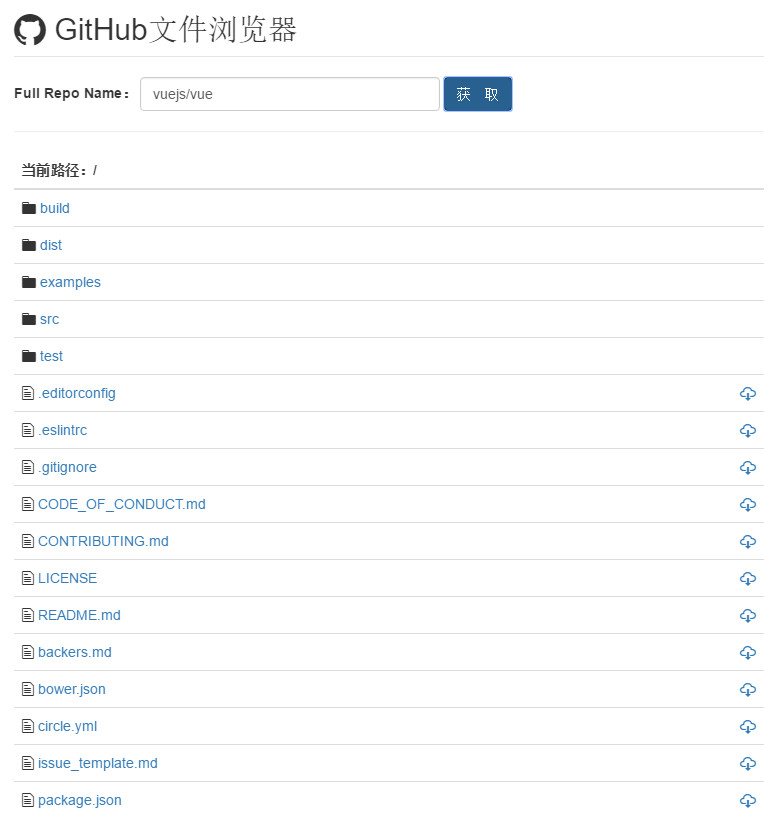 GitHub文件浏览器
Full Repo Name： vuejs/vue 获 取
当前路径：/
build
dist
examples
src
test
.editorconfig
.eslintrc
.gitignore
CODE_OF_CONDUCT.md
CONTRIBUTING.md
LICENSE
README.md
backers.md
bower.json
circle.yml
issue_template.md
package.json